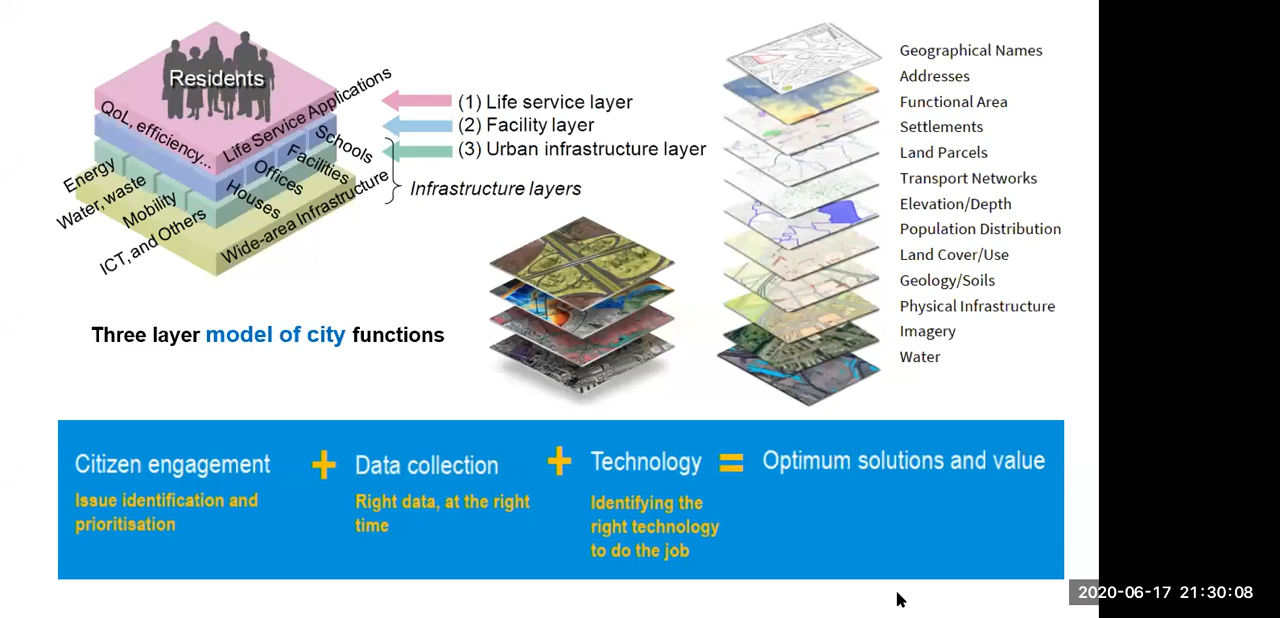 Residents
QoL, efficiency...
Life Service Applications
Schools
Facilities
Offices
Houses
Energy
Water, waste
Mobility
ICT, and Others
Wide-area Infrastructure
(1) Life service layer
(2) Facility layer
(3) Urban infrastructure layer
Infrastructure layers
Three layer model of city functions
Geographical Names
Addresses
Functional Area
Settlements
Land Parcels
Transport Networks
Elevation/Depth
Population Distribution
Land Cover/Use
Geology/Soils
Physical Infrastructure
Imagery
Water
Citizen engagement
Issue identification and
prioritisation
+
Data collection
Right data, at the right
time
+
Technology
Identifying the
right technology
to do the job
=
Optimum solutions and value
2020-06-17 21:30:08